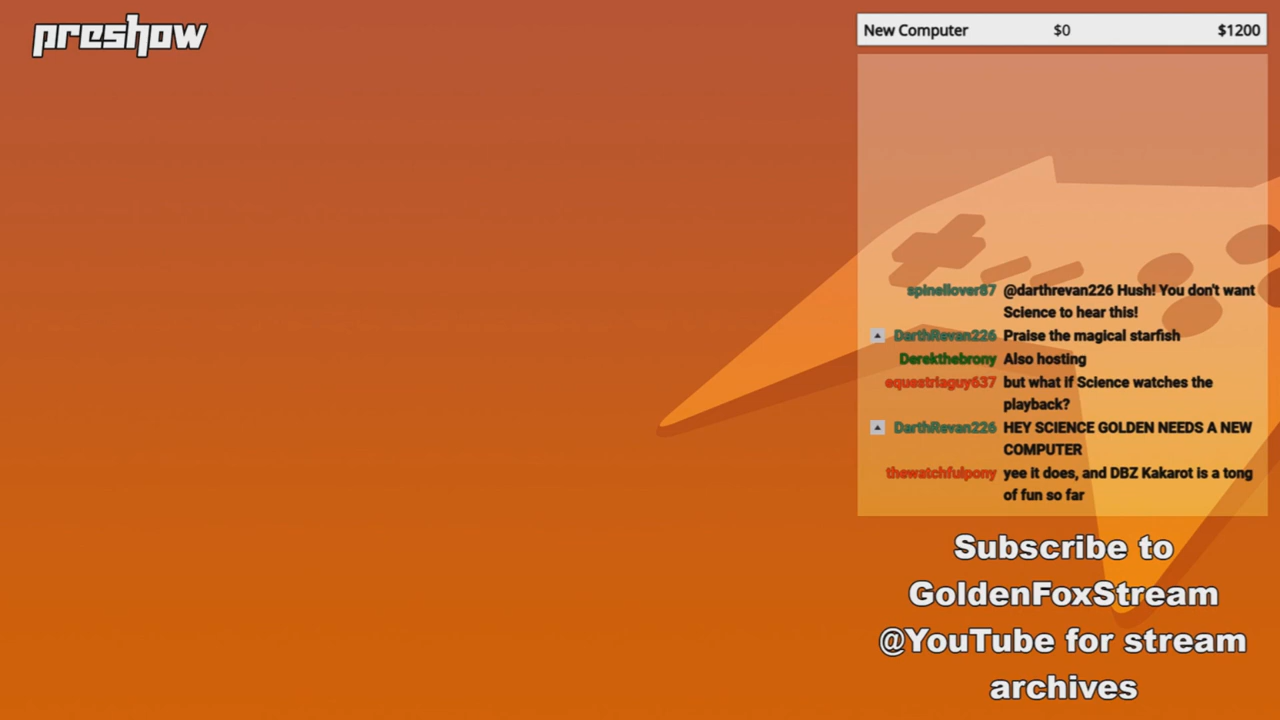 preshow
New Computer $0 $1200
spinellover87 @darthrevan226 Hush! You don't want
Science to hear this!
DarthRevan226 Praise the magical starfish
Derekthebrony Also hosting
equestriaguy637 but what if Science watches the
playback?
DarthRevan226 HEY SCIENCE GOLDEN NEEDS A NEW
COMPUTER
thewatchfulpony yee it does, and DBZ Kakarot is a tong
of fun so far
Subscribe to
GoldenFoxStream
@YouTube for stream
archives